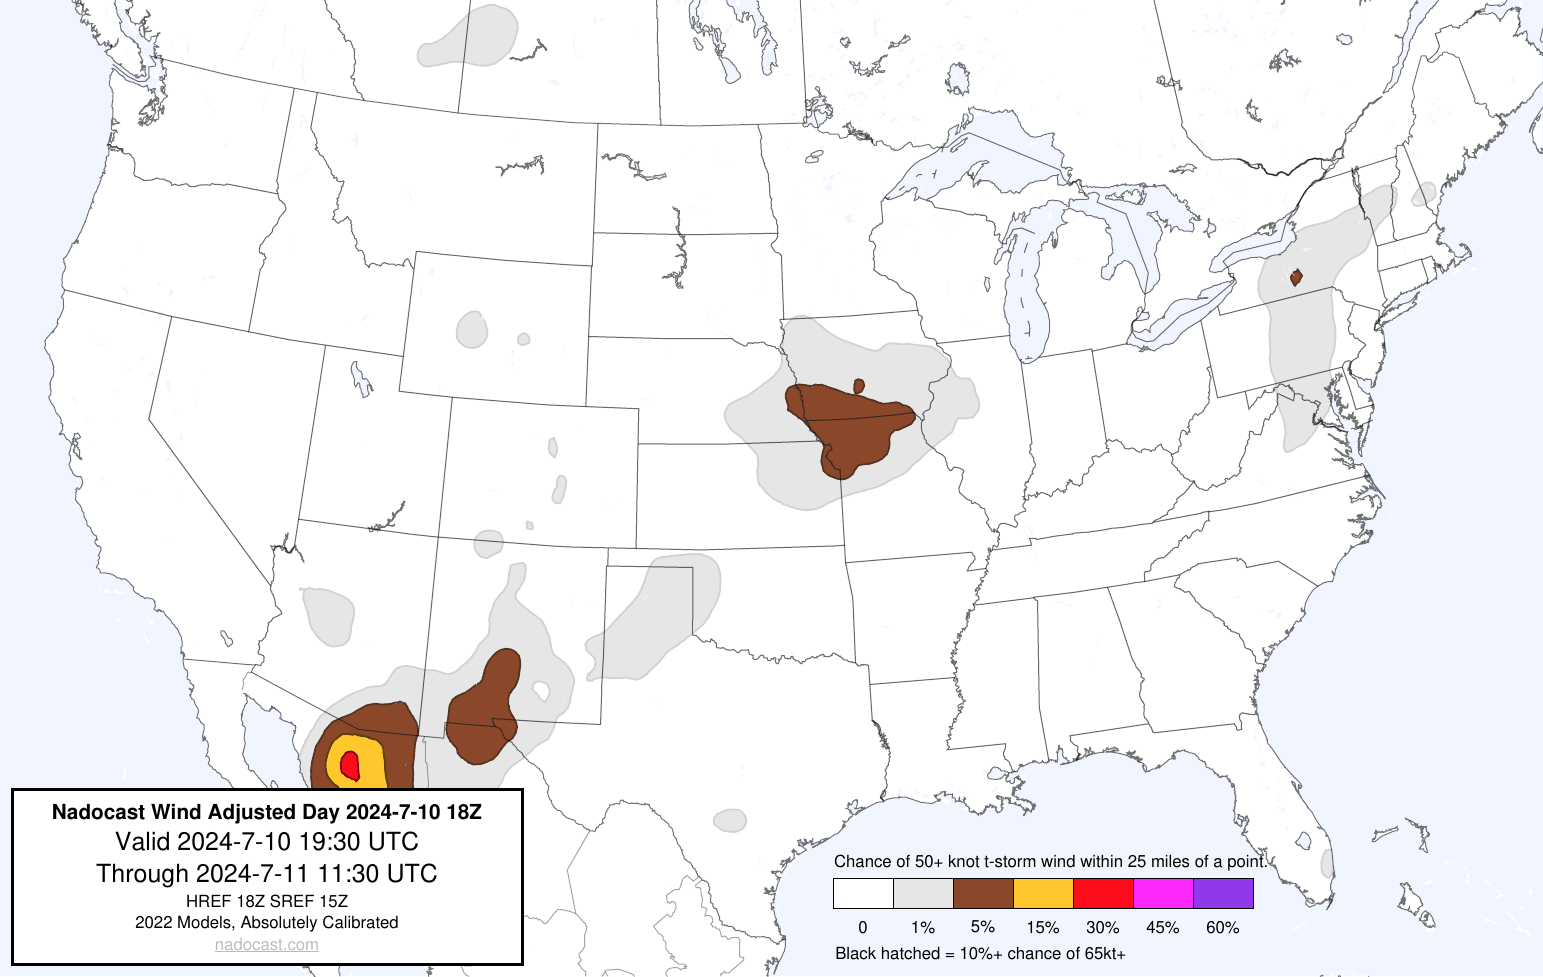 Nadocast Wind Adjusted Day 2024-7-10 18Z
Valid 2024-7-10 19:30 UTC
Through 2024-7-11 11:30 UTC
HREF 18Z SREF 15Z
2022 Models, Absolutely Calibrated
nadocast.com
Chance of 50+ knot t-storm wind within 25 miles of a point.
0 1% 5% 15% 30% 45% 60%
Black hatched = 10%+ chance of 65kt+